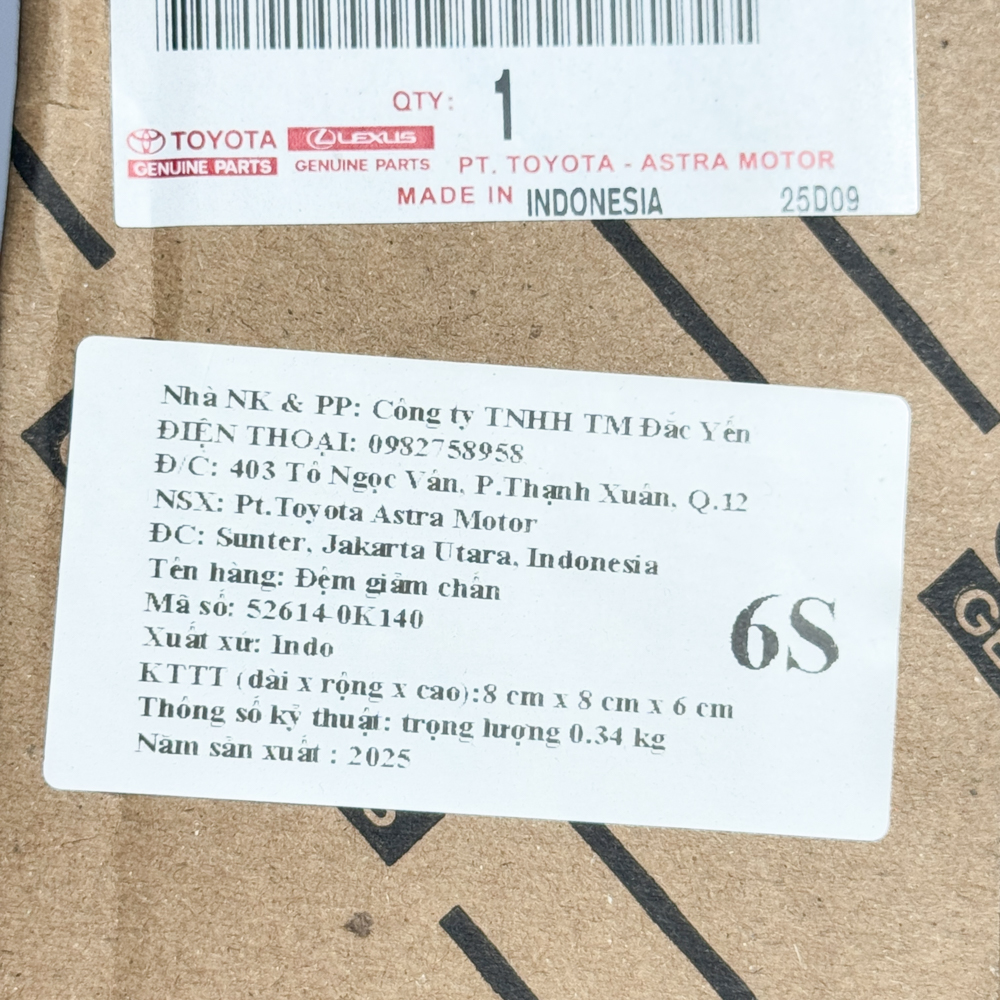 QTY: 1
TOYOTA LEXUS
GENUINE PARTS GENUINE PARTS PT. TOYOTA - ASTRA MOTOR
MADE IN INDONESIA 25D09
Nhà NK & PP: Công ty TNHH TM Đắc Yến
ĐIỆN THOẠI: 0982758958
Đ/C: 403 Tô Ngọc Vân, P.Thạnh Xuân, Q.12
NSX: Pt.Toyota Astra Motor
ĐC: Sunter, Jakarta Utara, Indonesia
Tên hàng: Đệm giảm chấn
Mã số: 52614-0K140
Xuất xứ: Indo
6S
KTTT (dài x rộng x cao):8 cm x 8 cm x 6 cm
Thông số kỹ thuật: trọng lượng 0.34 kg
Năm sản xuất : 2025